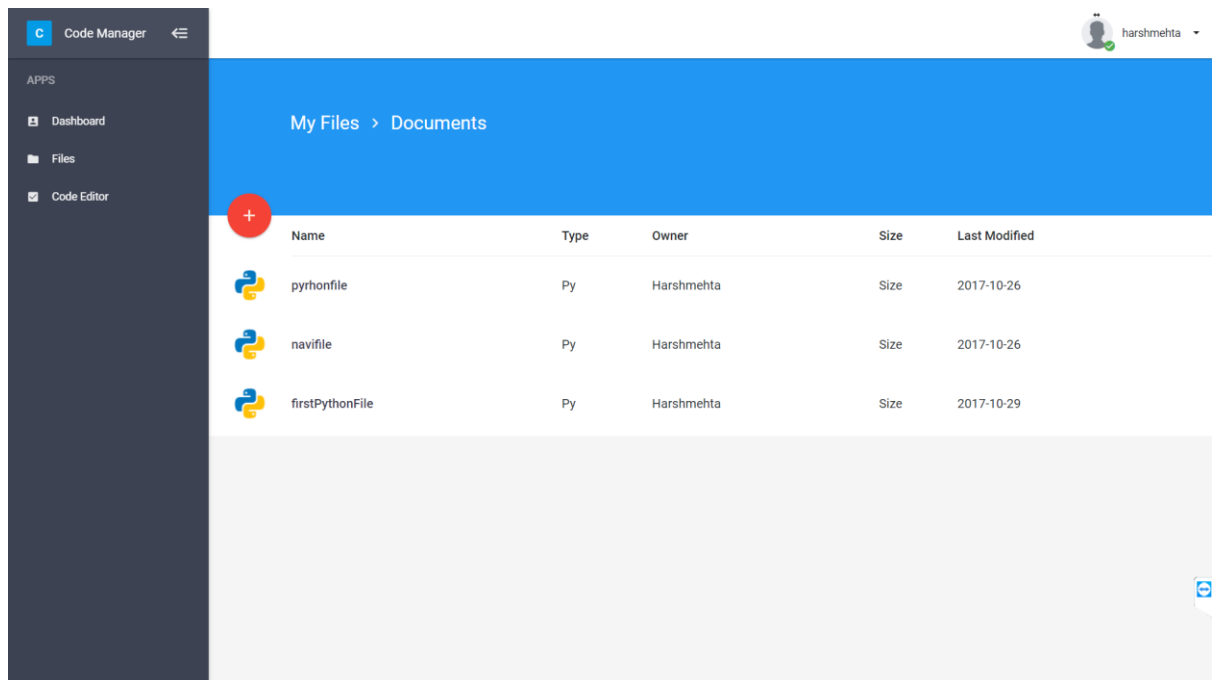 C Code Manager
harshmehta
APPS
Dashboard
Files
Code Editor
My Files > Documents
+
Name Type Owner Size Last Modified
pyrhonfile Py Harshmehta Size 2017-10-26
navifile Py Harshmehta Size 2017-10-26
firstPythonFile Py Harshmehta Size 2017-10-29